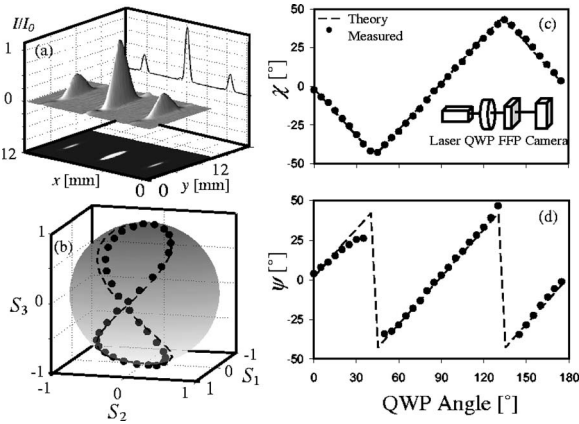 I/I0
(a)
1
0
12
x [mm]
0
0
y [mm]
12
(b)
1
0
-1
S3
-1
0
1
S2
1
0
-1
S1
(c)
Theory
Measured
50
25
0
-25
-50
χ [°]
Laser QWP FFP Camera
(d)
50
25
0
-25
-50
ψ [°]
0 30 60 90 120 150 180
QWP Angle [°]